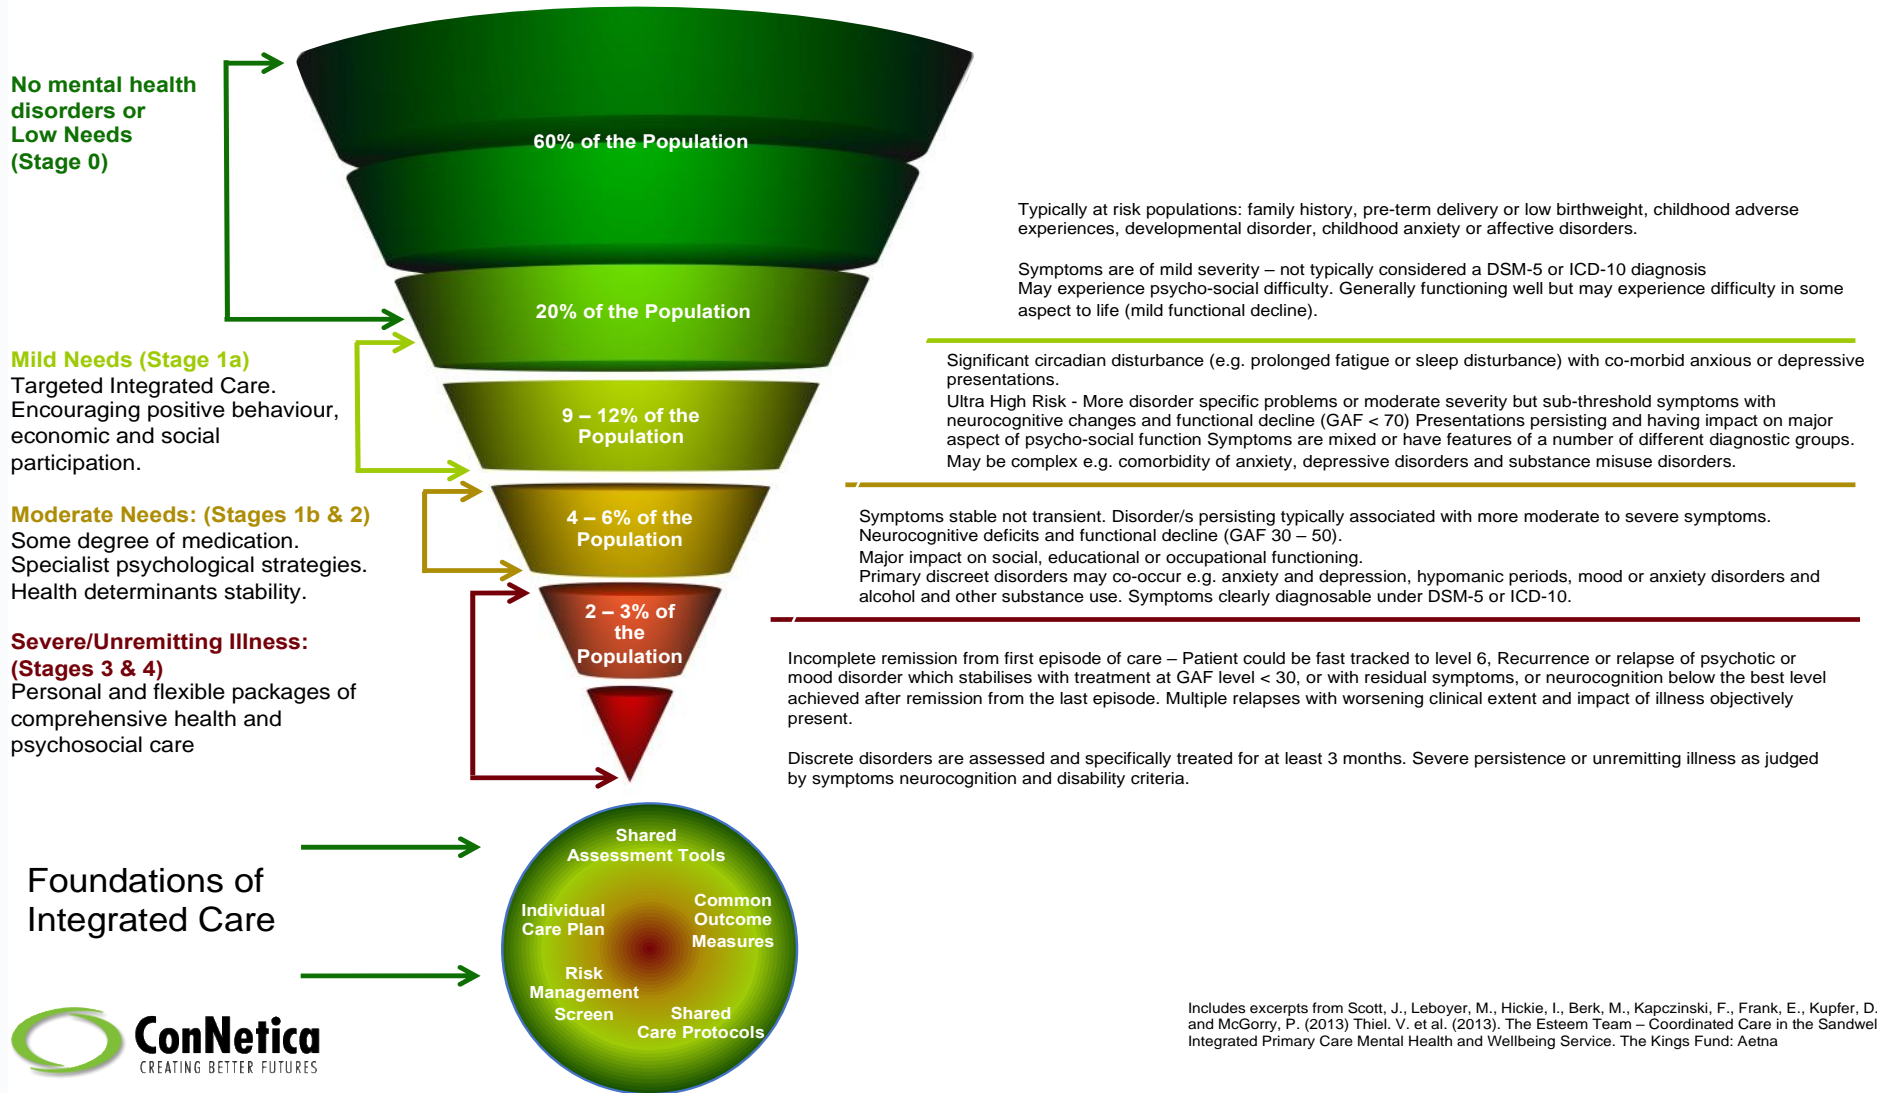 No mental health
disorders or
Low Needs
(Stage 0)
60% of the Population
20% of the Population
Typically at risk populations: family history, pre-term delivery or low birthweight, childhood adverse
experiences, developmental disorder, childhood anxiety or affective disorders.
Symptoms are of mild severity – not typically considered a DSM-5 or ICD-10 diagnosis
May experience psycho-social difficulty. Generally functioning well but may experience difficulty in some
aspect to life (mild functional decline).
Mild Needs (Stage 1a)
Targeted Integrated Care.
Encouraging positive behaviour,
economic and social
participation.
9 – 12% of the
Population
Significant circadian disturbance (e.g. prolonged fatigue or sleep disturbance) with co-morbid anxious or depressive
presentations.
Ultra High Risk - More disorder specific problems or moderate severity but sub-threshold symptoms with
neurocognitive changes and functional decline (GAF < 70) Presentations persisting and having impact on major
aspect of psycho-social function Symptoms are mixed or have features of a number of different diagnostic groups.
May be complex e.g. comorbidity of anxiety, depressive disorders and substance misuse disorders.
Moderate Needs: (Stages 1b & 2)
Some degree of medication.
Specialist psychological strategies.
Health determinants stability.
4 – 6% of the
Population
Symptoms stable not transient. Disorder/s persisting typically associated with more moderate to severe symptoms.
Neurocognitive deficits and functional decline (GAF 30 – 50).
Major impact on social, educational or occupational functioning.
Primary discreet disorders may co-occur e.g. anxiety and depression, hypomanic periods, mood or anxiety disorders and
alcohol and other substance use. Symptoms clearly diagnosable under DSM-5 or ICD-10.
Severe/Unremitting Illness:
(Stages 3 & 4)
Personal and flexible packages of
comprehensive health and
psychosocial care
2 – 3% of
the
Population
Incomplete remission from first episode of care – Patient could be fast tracked to level 6, Recurrence or relapse of psychotic or
mood disorder which stabilises with treatment at GAF level < 30, or with residual symptoms, or neurocognition below the best level
achieved after remission from the last episode. Multiple relapses with worsening clinical extent and impact of illness objectively
present.
Discrete disorders are assessed and specifically treated for at least 3 months. Severe persistence or unremitting illness as judged
by symptoms neurocognition and disability criteria.
Foundations of
Integrated Care
Shared
Assessment Tools
Individual
Care Plan
Common
Outcome
Measures
Risk
Management
Screen
Shared
Care Protocols
ConNetica
CREATING BETTER FUTURES
Includes excerpts from Scott, J., Leboyer, M., Hickie, I., Berk, M., Kapczinski, F., Frank, E., Kupfer, D.
and McGorry, P. (2013) Thiel. V. et al. (2013). The Esteem Team – Coordinated Care in the Sandwel
Integrated Primary Care Mental Health and Wellbeing Service. The Kings Fund: Aetna